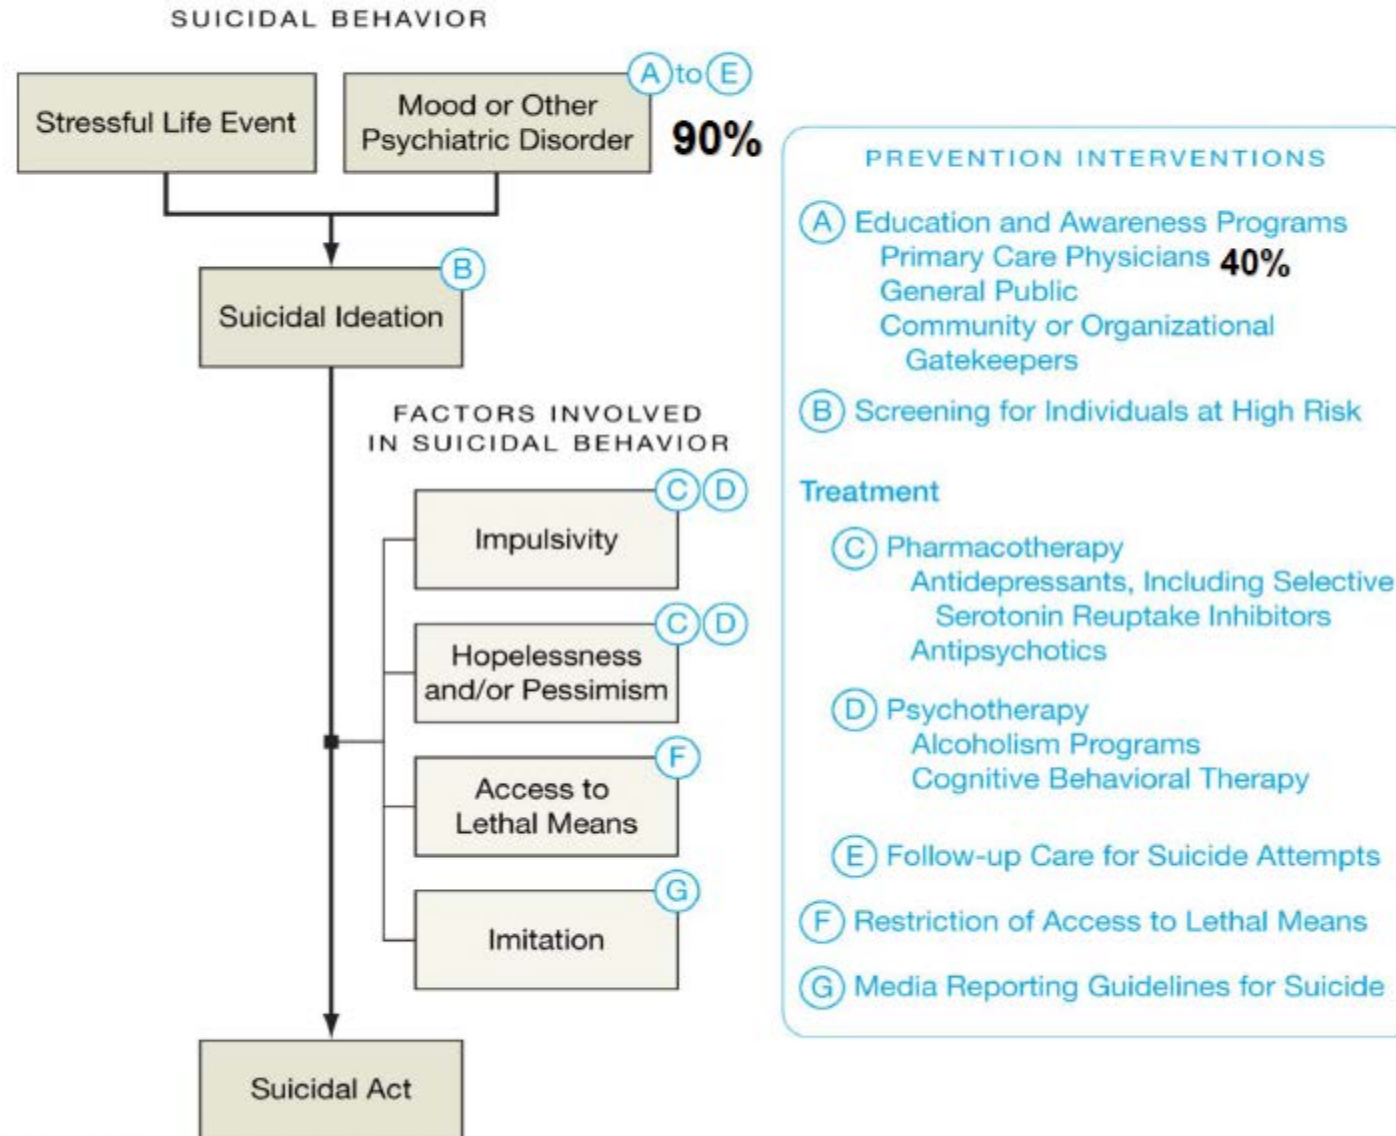 SUICIDAL BEHAVIOR
Stressful Life Event
Mood or Other
Psychiatric Disorder
A to E
90%
Suicidal Ideation
B
FACTORS INVOLVED
IN SUICIDAL BEHAVIOR
C D
Impulsivity
C D
Hopelessness
and/or Pessimism
F
Access to
Lethal Means
G
Imitation
Suicidal Act
PREVENTION INTERVENTIONS
A Education and Awareness Programs
Primary Care Physicians 40%
General Public
Community or Organizational
Gatekeepers
B Screening for Individuals at High Risk
Treatment
C Pharmacotherapy
Antidepressants, Including Selective
Serotonin Reuptake Inhibitors
Antipsychotics
D Psychotherapy
Alcoholism Programs
Cognitive Behavioral Therapy
E Follow-up Care for Suicide Attempts
F Restriction of Access to Lethal Means
G Media Reporting Guidelines for Suicide